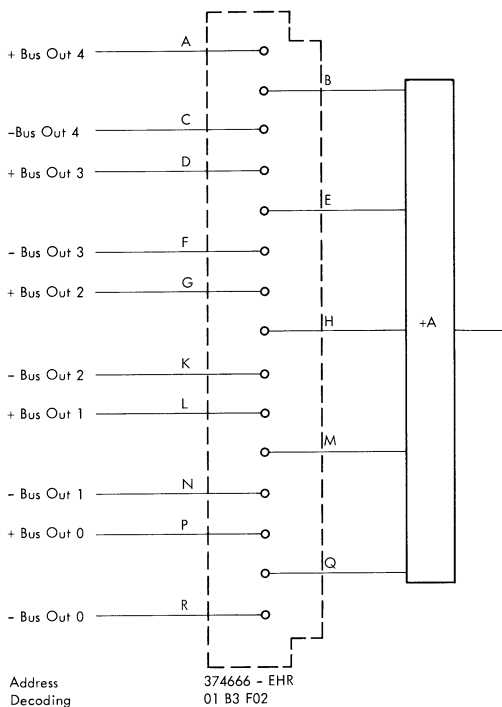 + Bus Out 4 A
B
-Bus Out 4 C
+ Bus Out 3 D
E
- Bus Out 3 F
+ Bus Out 2 G
H +A
- Bus Out 2 K
+ Bus Out 1 L
M
- Bus Out 1 N
+ Bus Out 0 P
Q
- Bus Out 0 R
Address 374666 - EHR
Decoding 01 B3 F02